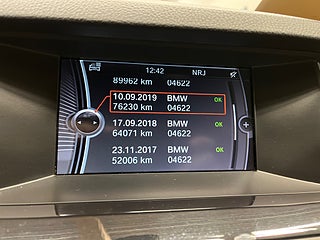 12:42 NRJ
89962 km 04622
10.09.2019 BMW OK
76230 km 04622
17.09.2018 BMW OK
64071 km 04622
23.11.2017 BMW OK
52006 km 04622